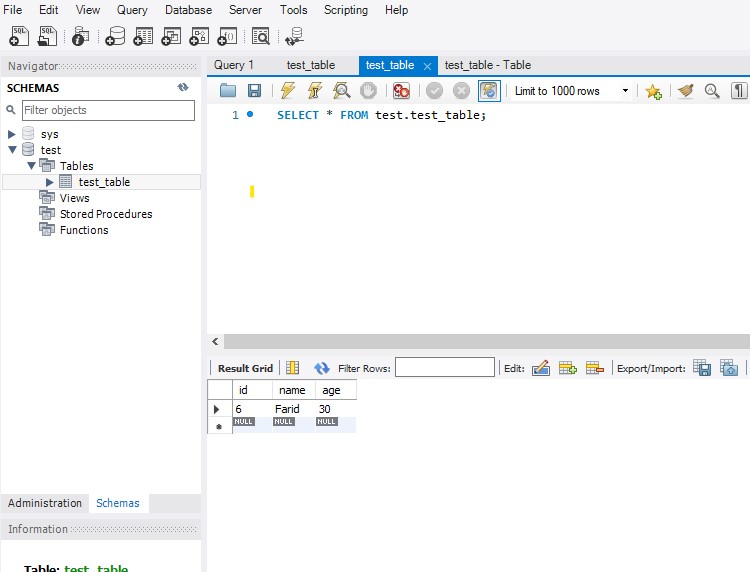 File Edit View Query Database Server Tools Scripting Help
SQL SQL
Navigator
SCHEMAS
Filter objects
sys
test
Tables
test_table
Views
Stored Procedures
Functions
Administration Schemas
Information
Table: test_table
Query 1 test_table test_table test_table - Table
Limit to 1000 rows
1 SELECT * FROM test.test_table;
Result Grid Filter Rows: Edit: Export/Import:
id name age
6 Farid 30
NULL NULL NULL